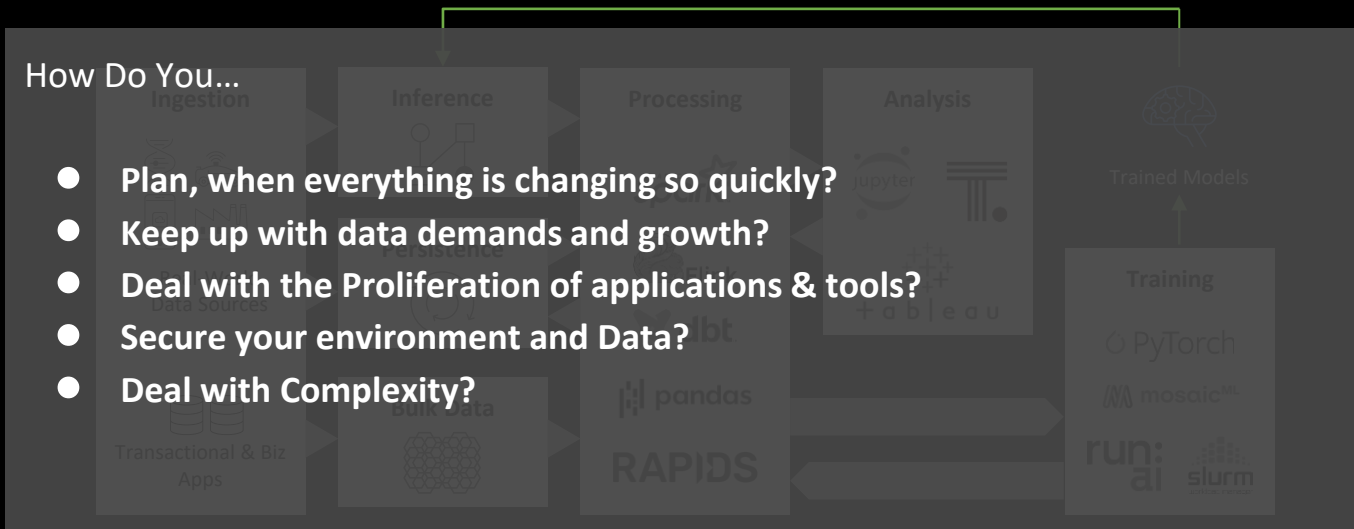 How Do You...
Ingestion
Inference
Processing
Analysis
● Plan, when everything is changing so quickly?
jupyter
Trained Models
● Keep up with data demands and growth?
Persistence
● Deal with the Proliferation of applications & tools?
Flink
Training
Data Sources
● Secure your environment and Data?
dbt
+ a b | e a u
PyTorch
● Deal with Complexity?
Bulk Data
pandas
mosaic ML
Transactional & Biz
Apps
RAPIDS
run:
ai
slurm